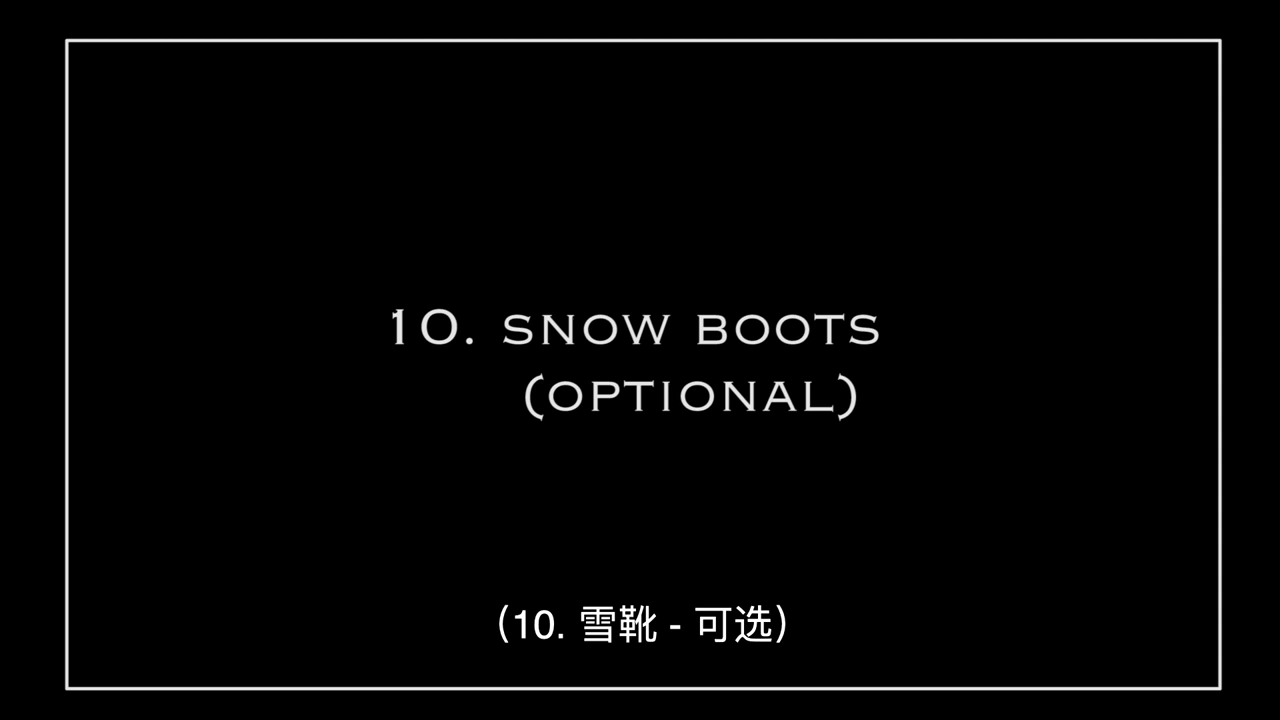 10. SNOW BOOTS
(OPTIONAL)
（10. 雪靴 - 可选）